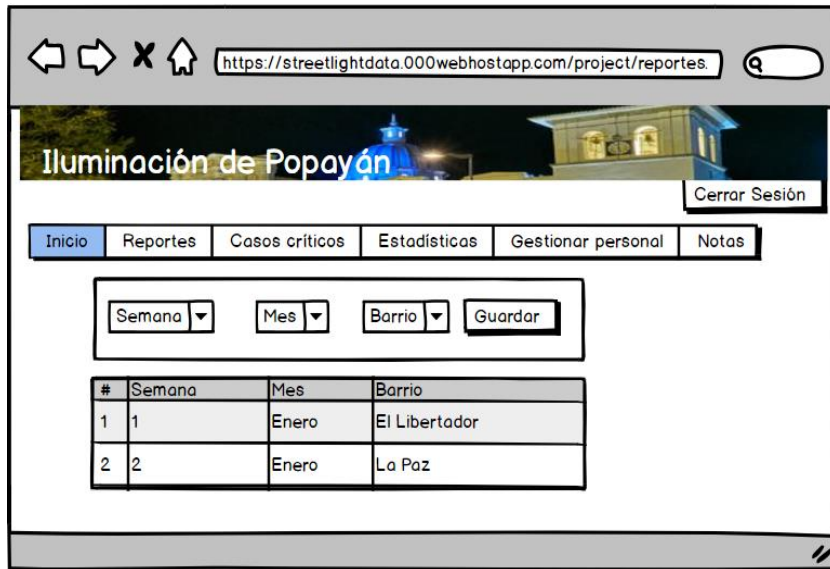 https://streetlightdata.000webhostapp.com/project/reportes.
Iluminación de Popayán
Cerrar Sesión
Inicio Reportes Casos críticos Estadísticas Gestionar personal Notas
Semana Mes Barrio Guardar
# Semana Mes Barrio
1 1 Enero El Libertador
2 2 Enero La Paz